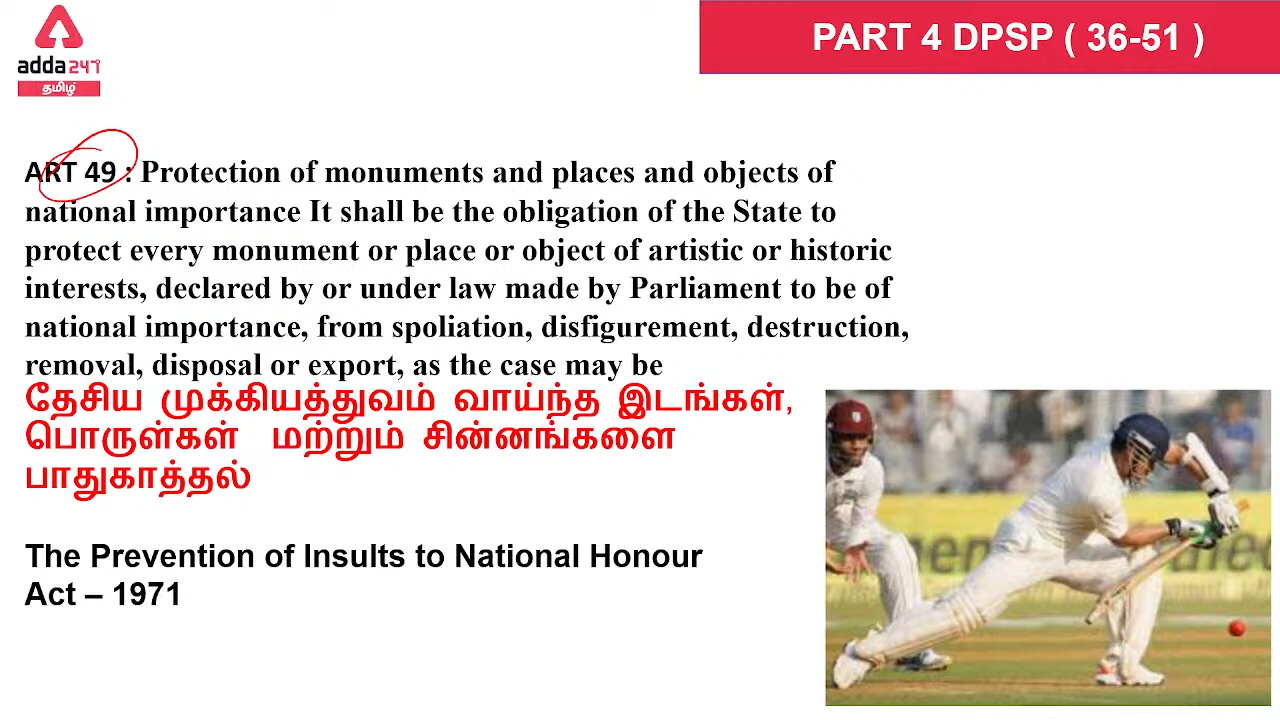 adda247
தமிழ்
PART 4 DPSP ( 36-51 )
ART 49 : Protection of monuments and places and objects of
national importance It shall be the obligation of the State to
protect every monument or place or object of artistic or historic
interests, declared by or under law made by Parliament to be of
national importance, from spoliation, disfigurement, destruction,
removal, disposal or export, as the case may be
தேசிய முக்கியத்துவம் வாய்ந்த இடங்கள்,
பொருள்கள் மற்றும் சின்னங்களை
பாதுகாத்தல்
The Prevention of Insults to National Honour
Act – 1971